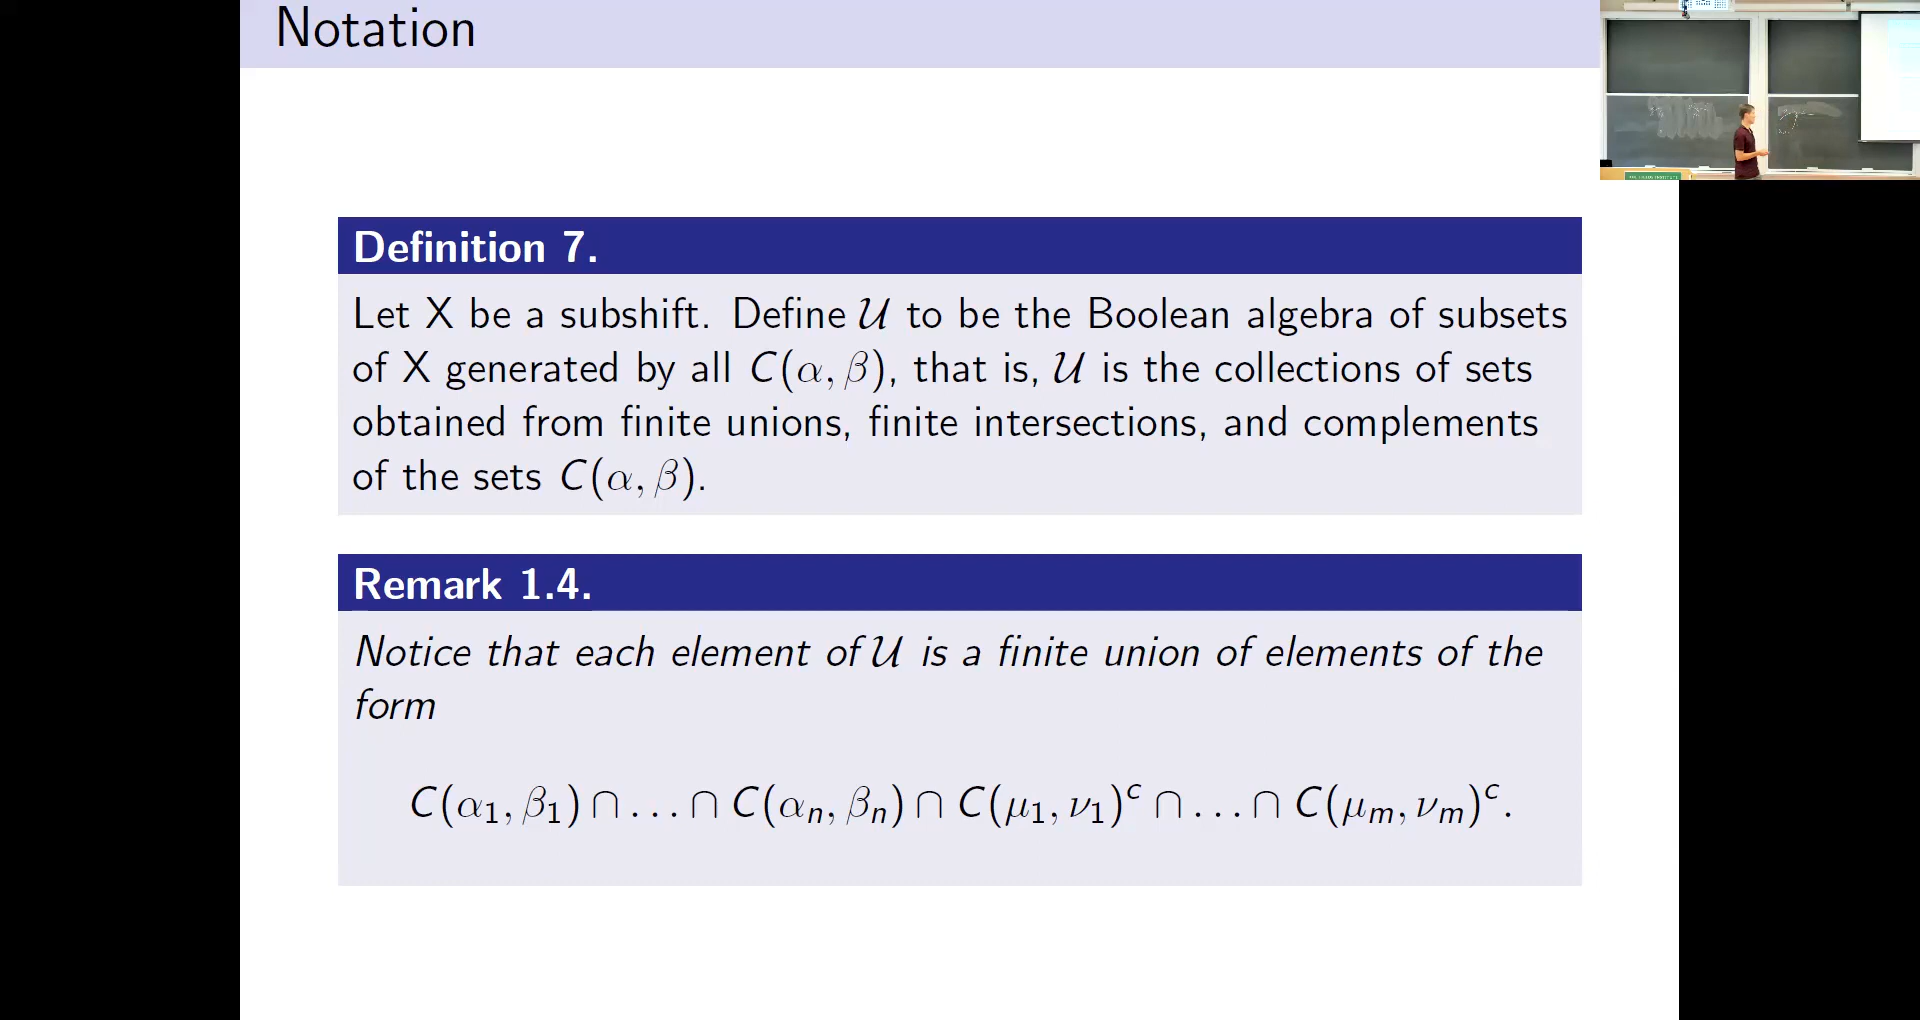 Notation
Definition 7.
Let X be a subshift. Define 𝒰 to be the Boolean algebra of subsets
of X generated by all C(α, β), that is, 𝒰 is the collections of sets
obtained from finite unions, finite intersections, and complements
of the sets C(α, β).
Remark 1.4.
Notice that each element of 𝒰 is a finite union of elements of the
form
C(α₁, β₁) ∩ … ∩ C(αₙ, βₙ) ∩ C(μ₁, ν₁)ᶜ ∩ … ∩ C(μₘ, νₘ)ᶜ.